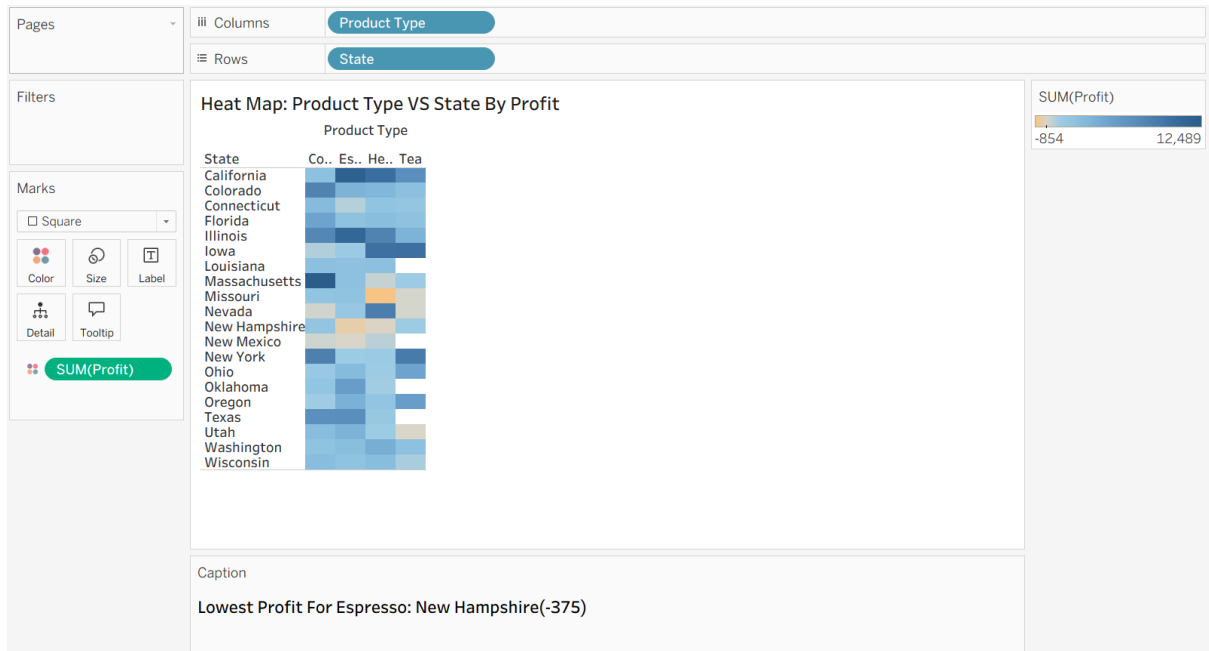 Pages
Columns
Product Type
Rows
State
Filters
Marks
Square
Color
Size
Label
Detail
Tooltip
SUM(Profit)
Heat Map: Product Type VS State By Profit
Product Type
State Co.. Es.. He.. Tea
California
Colorado
Connecticut
Florida
Illinois
Iowa
Louisiana
Massachusetts
Missouri
Nevada
New Hampshire
New Mexico
New York
Ohio
Oklahoma
Oregon
Texas
Utah
Washington
Wisconsin
SUM(Profit)
-854 12,489
Caption
Lowest Profit For Espresso: New Hampshire(-375)